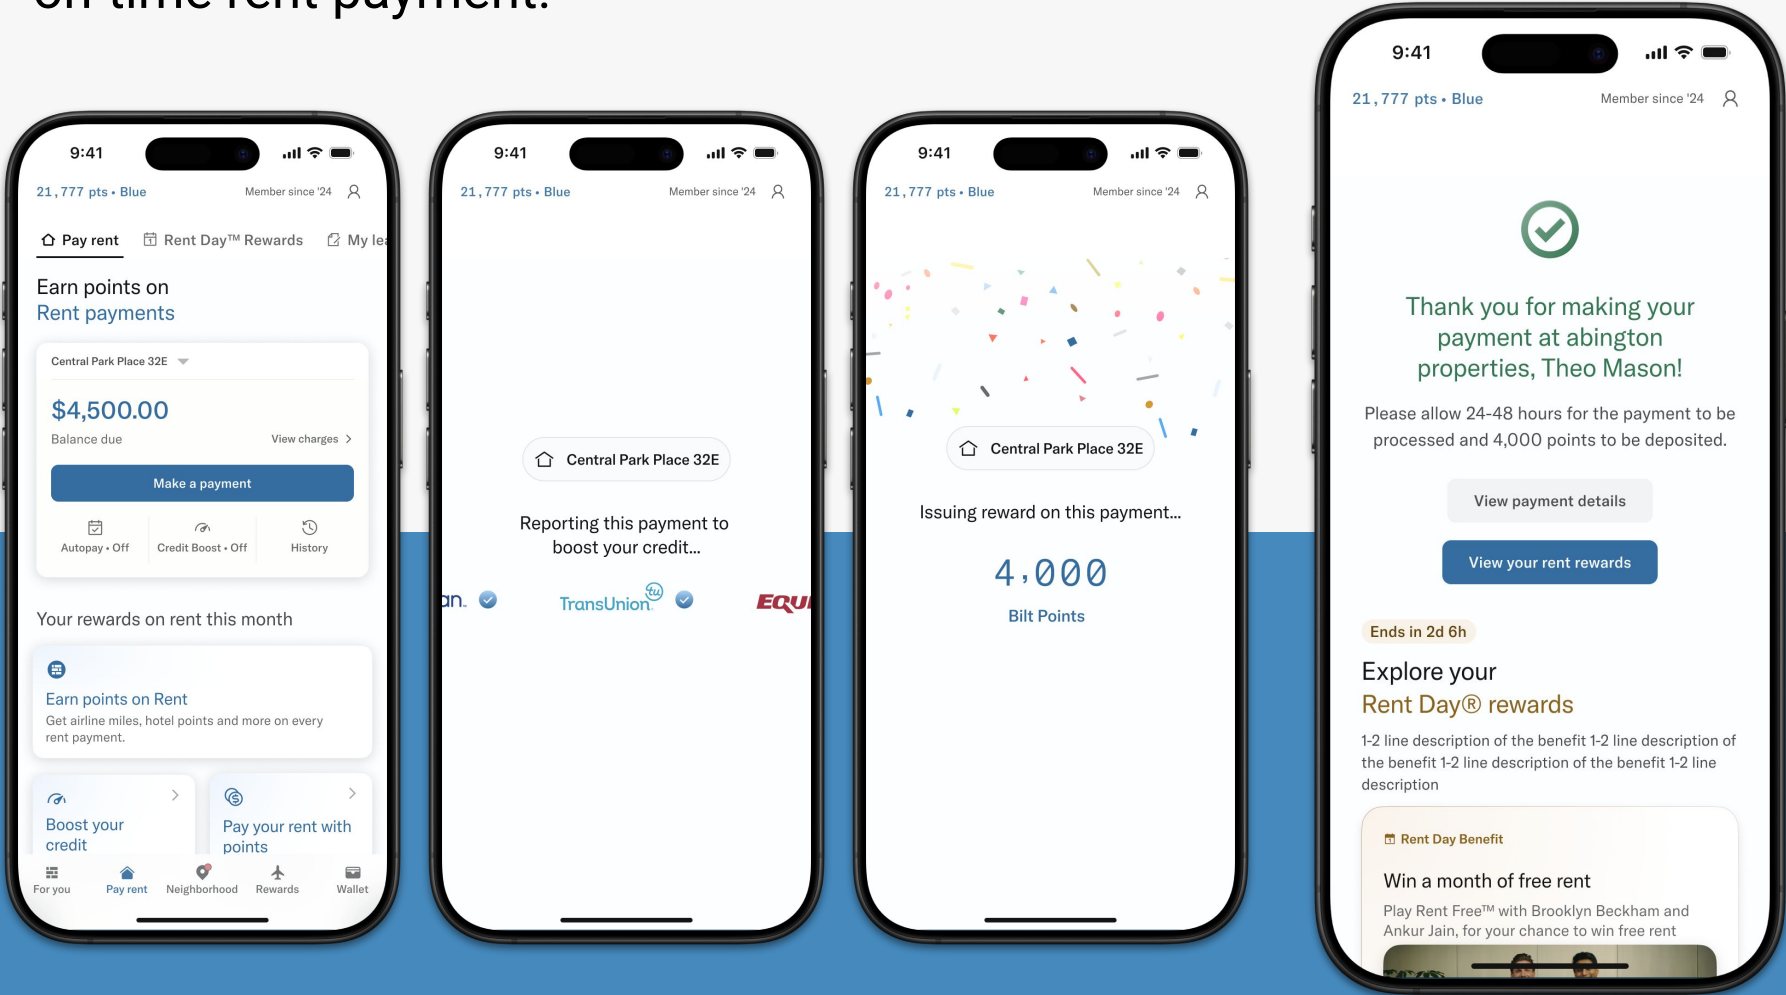 on-time rent payment.
9:41
21,777 pts • Blue
Member since '24
Pay rent
Rent Day™ Rewards
My lea
Earn points on
Rent payments
Central Park Place 32E
$4,500.00
Balance due
View charges
Make a payment
Autopay • Off
Credit Boost • Off
History
Your rewards on rent this month
Earn points on Rent
Get airline miles, hotel points and more on every
rent payment.
Boost your
credit
Pay your rent with
points
For you
Pay rent
Neighborhood
Rewards
Wallet
9:41
21,777 pts • Blue
Member since '24
Central Park Place 32E
Reporting this payment to
boost your credit...
an.
TransUnion tu
EQUI
9:41
21,777 pts • Blue
Member since '24
Central Park Place 32E
Issuing reward on this payment...
4,000
Bilt Points
9:41
21,777 pts • Blue
Member since '24
Thank you for making your
payment at abington
properties, Theo Mason!
Please allow 24-48 hours for the payment to be
processed and 4,000 points to be deposited.
View payment details
View your rent rewards
Ends in 2d 6h
Explore your
Rent Day® rewards
1-2 line description of the benefit 1-2 line description of
the benefit 1-2 line description of the benefit 1-2 line
description
Rent Day Benefit
Win a month of free rent
Play Rent Free™ with Brooklyn Beckham and
Ankur Jain, for your chance to win free rent